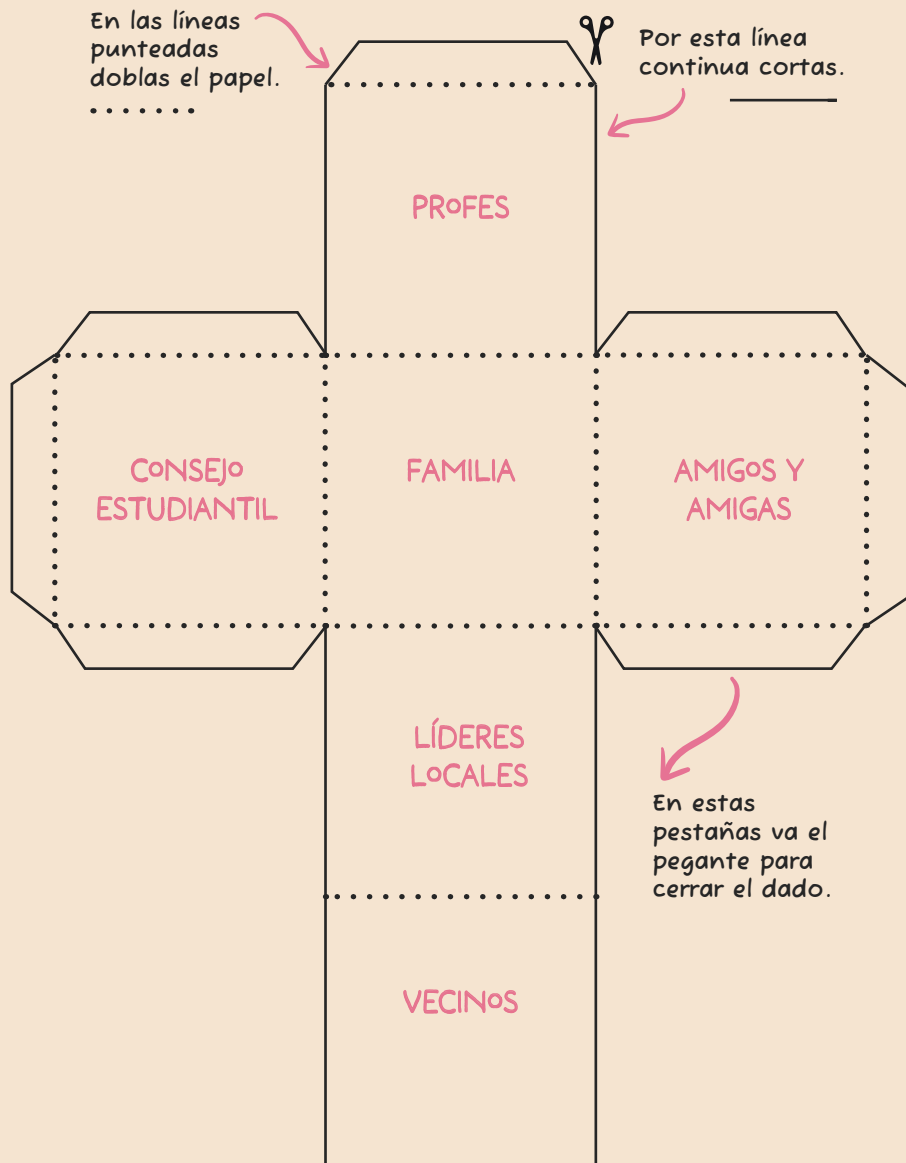 En las líneas
punteadas
doblas el papel.
Por esta línea
continua cortas.
PROFES
CONSEJO
ESTUDIANTIL
FAMILIA
AMIGOS Y
AMIGAS
LÍDERES
LOCALES
En estas
pestañas va el
pegante para
cerrar el dado.
VECINOS